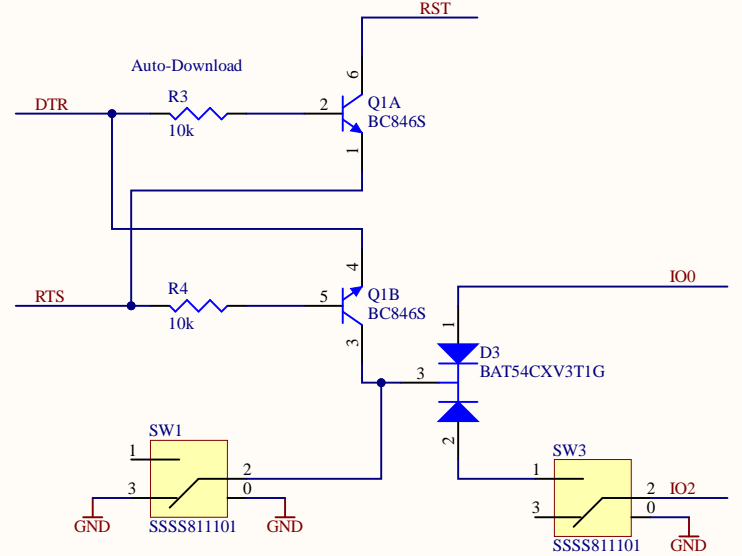 RST
Auto-Download
6
DTR
R3
10k
2
Q1A
BC846S
1
4
RTS
R4
10k
5
Q1B
BC846S
3
IO0
1
D3
BAT54CXV3T1G
3
2
SW1
1
2
3
0
GND
GND
SSSS811101
SW3
1
2
IO2
3
0
GND
SSSS811101